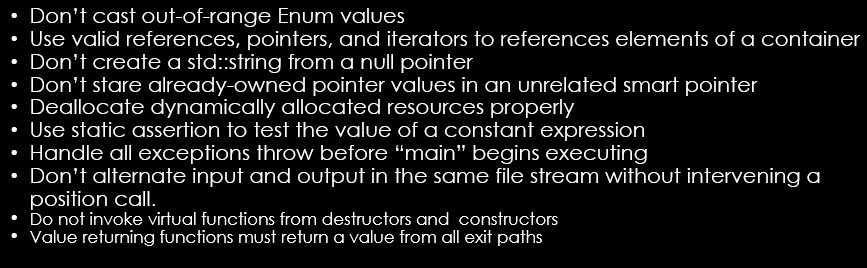 • Don't cast out-of-range Enum values
• Use valid references, pointers, and iterators to references elements of a container
• Don't create a std::string from a null pointer
• Don't stare already-owned pointer values in an unrelated smart pointer
• Deallocate dynamically allocated resources properly
• Use static assertion to test the value of a constant expression
• Handle all exceptions throw before “main” begins executing
• Don't alternate input and output in the same file stream without intervening a
position call.
• Do not invoke virtual functions from destructors and  constructors
• Value returning functions must return a value from all exit paths